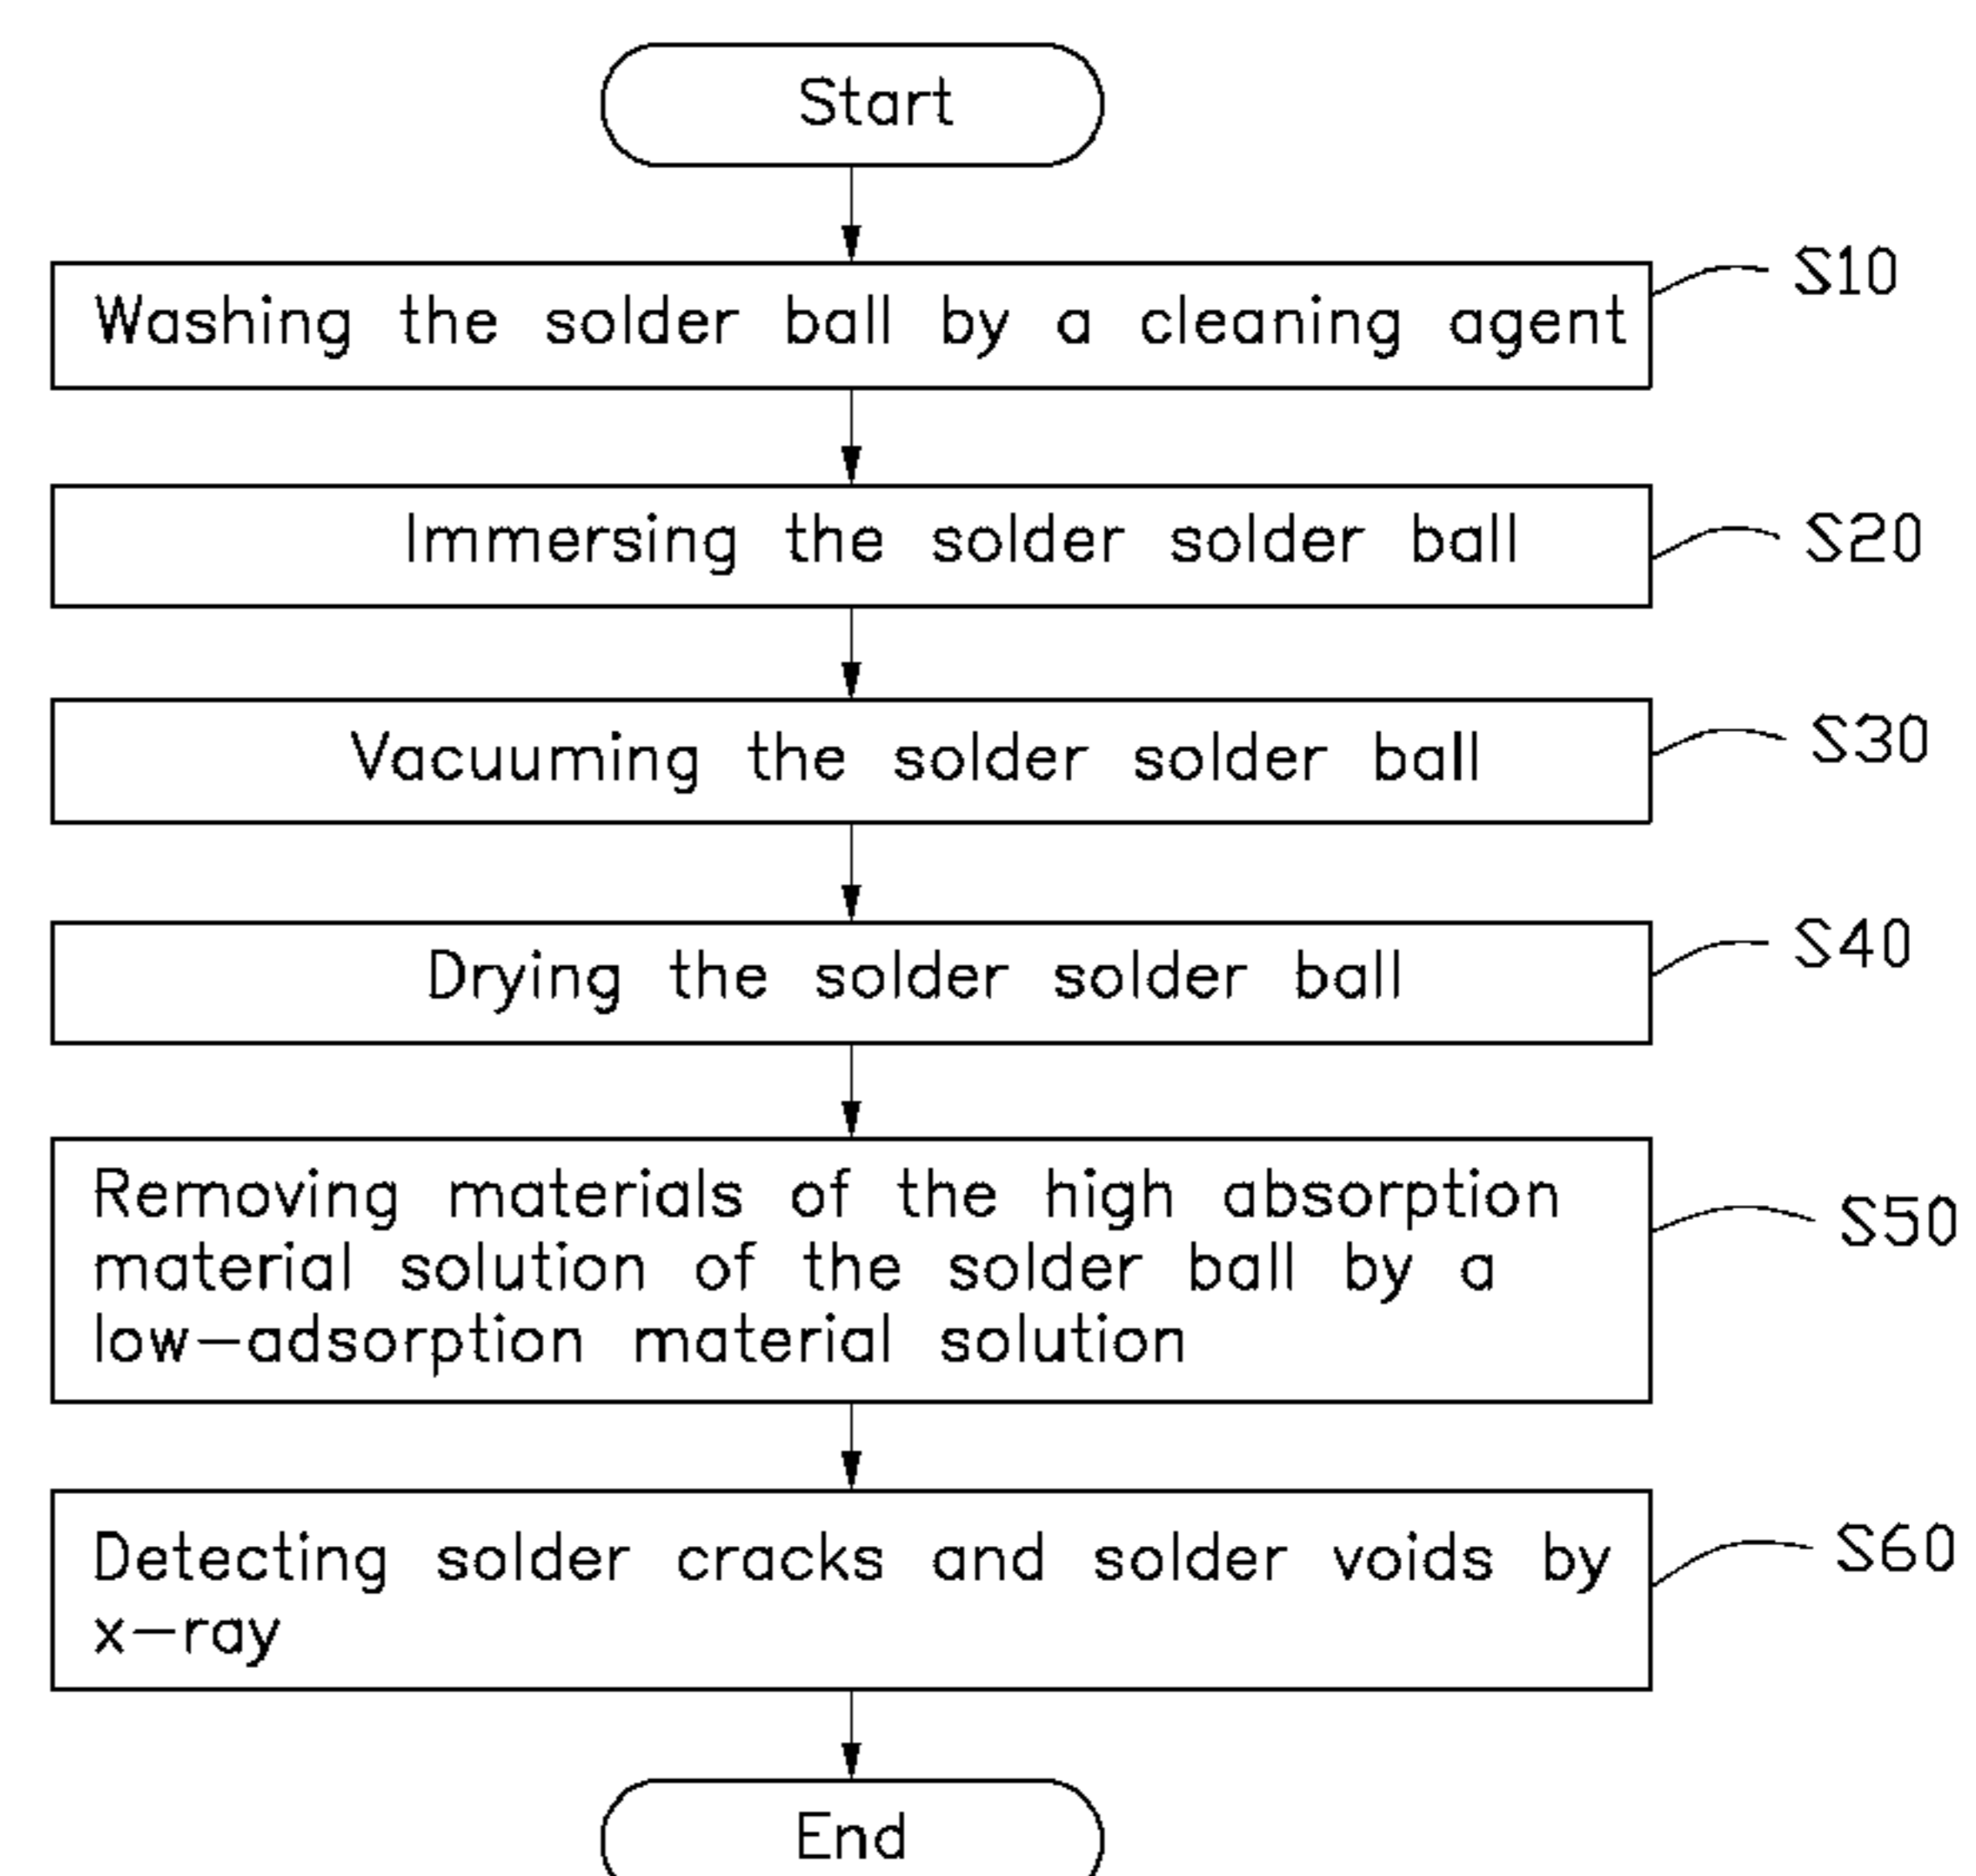 Start
S10
Washing the solder ball by a cleaning agent
Immersing the solder solder ball
S20
Vacuuming the solder solder ball
S30
Drying the solder solder ball
S40
Removing materials of the high absorption
material solution of the solder ball by a
low-adsorption material solution
S50
Detecting solder cracks and solder voids by
x-ray
S60
End